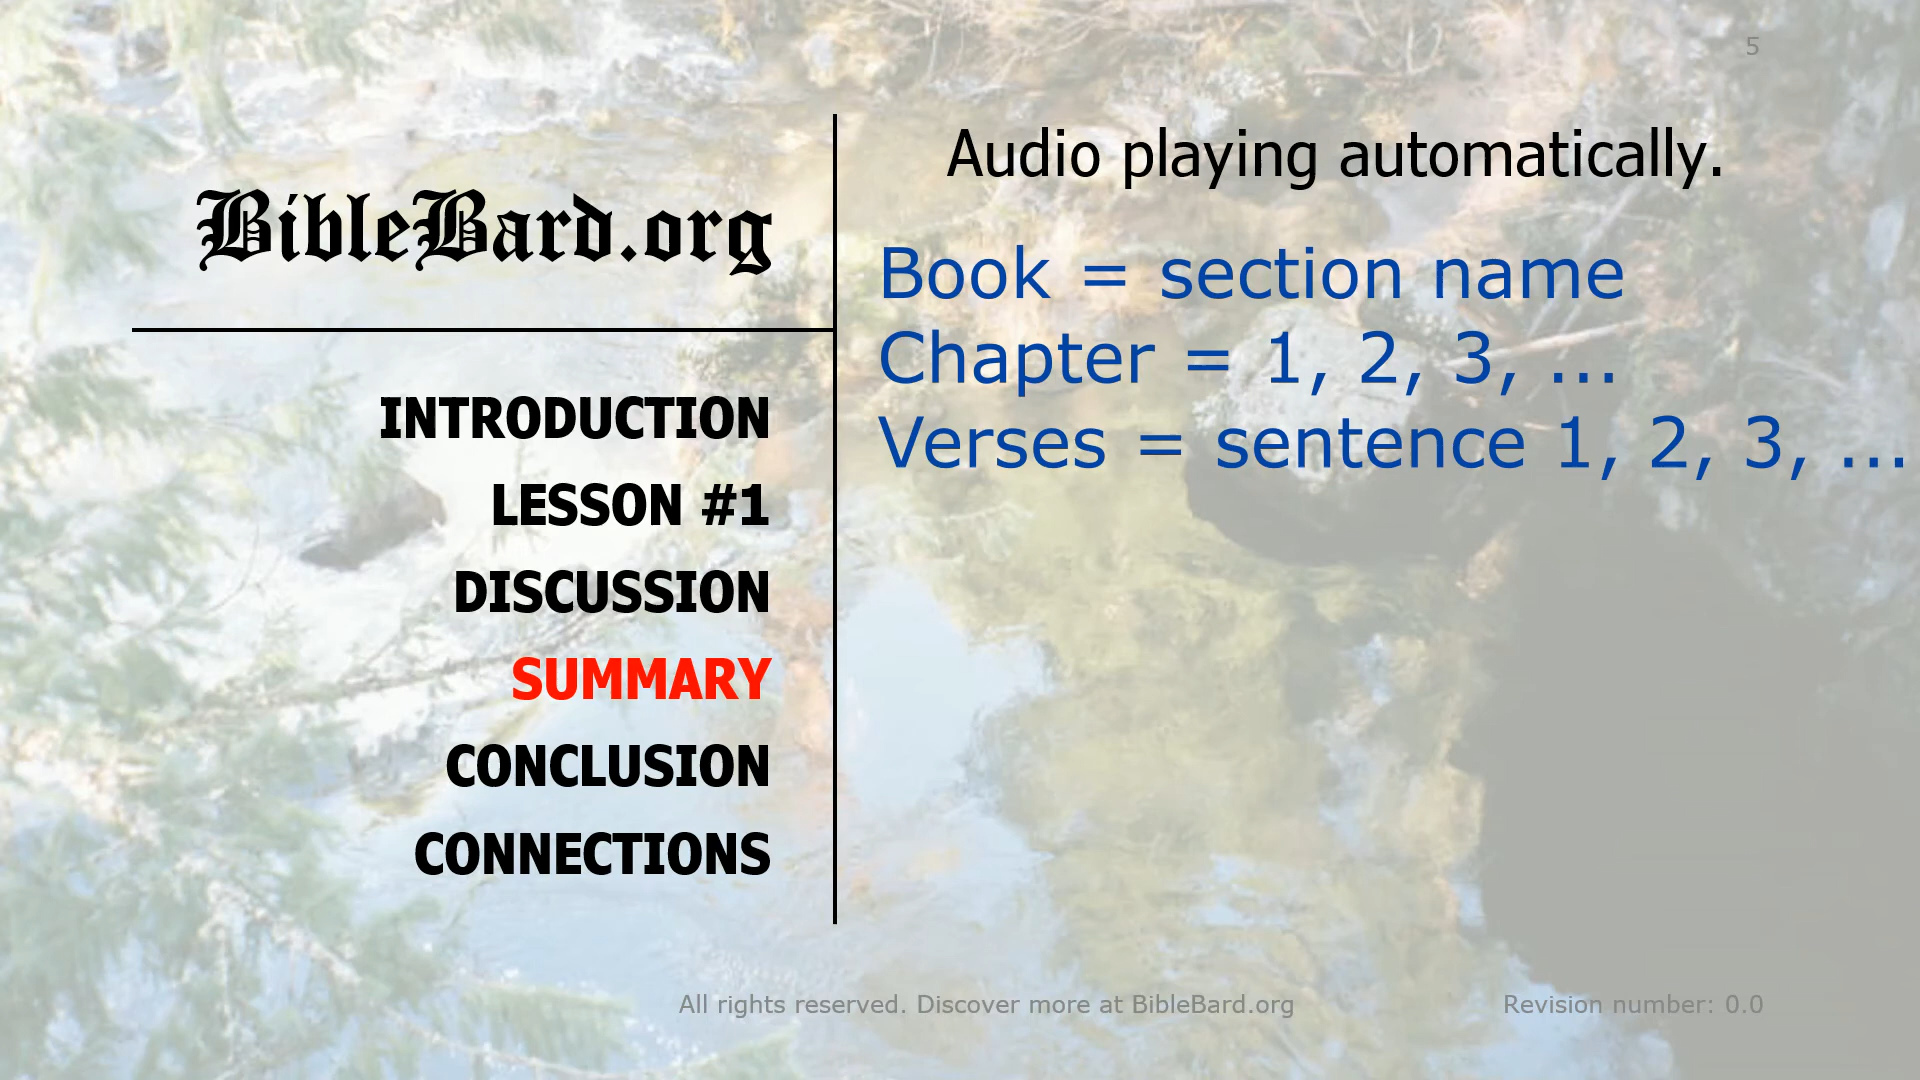 5
BibleBard.org
INTRODUCTION
LESSON #1
DISCUSSION
SUMMARY
CONCLUSION
CONNECTIONS
Audio playing automatically.
Book = section name
Chapter = 1, 2, 3, ...
Verses = sentence 1, 2, 3, ...
All rights reserved. Discover more at BibleBard.org
Revision number: 0.0